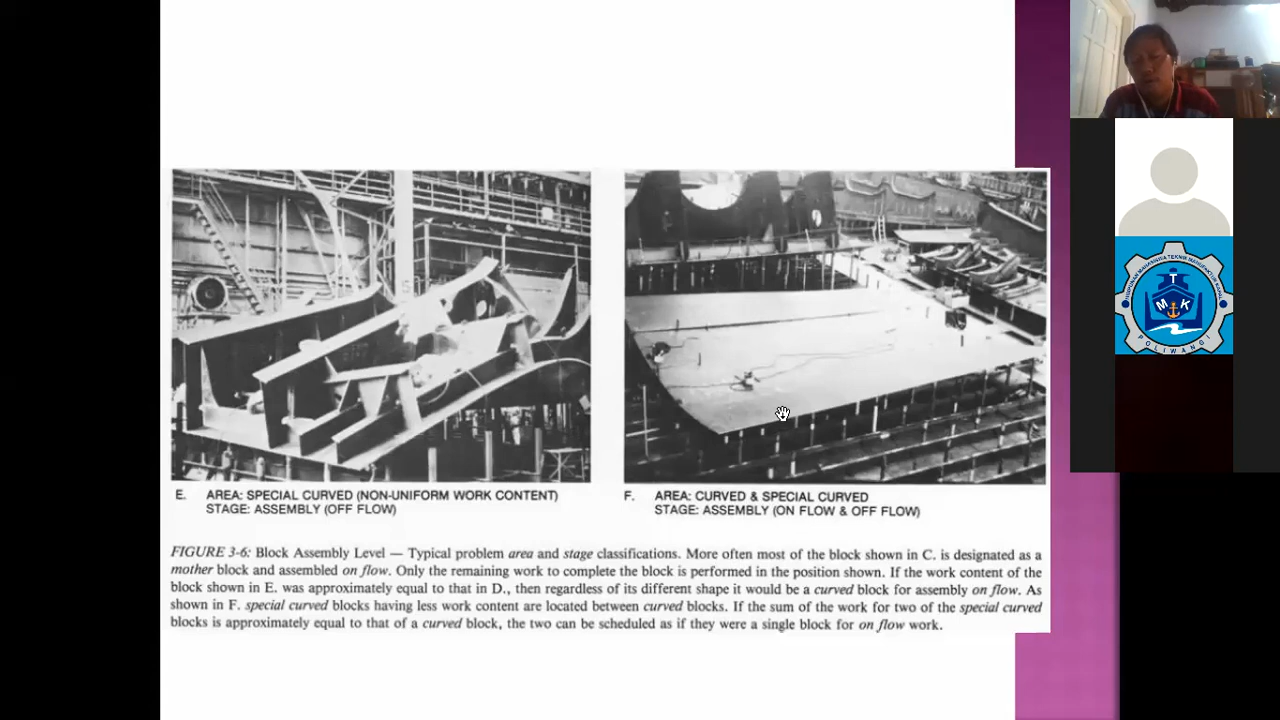 E. AREA: SPECIAL CURVED (NON-UNIFORM WORK CONTENT)
STAGE: ASSEMBLY (OFF FLOW)
F. AREA: CURVED & SPECIAL CURVED
STAGE: ASSEMBLY (ON FLOW & OFF FLOW)
FIGURE 3-6: Block Assembly Level — Typical problem area and stage classifications. More often most of the block shown in C. is designated as a
mother block and assembled on flow. Only the remaining work to complete the block is performed in the position shown. If the work content of the
block shown in E. was approximately equal to that in D., then regardless of its different shape it would be a curved block for assembly on flow. As
shown in F. special curved blocks having less work content are located between curved blocks. If the sum of the work for two of the special curved
blocks is approximately equal to that of a curved block, the two can be scheduled as if they were a single block for on flow work.
HIMPUNAN MAHASISWA TEKNIK MANUFAKTUR KAPAL
T
M K
POLIWANGI